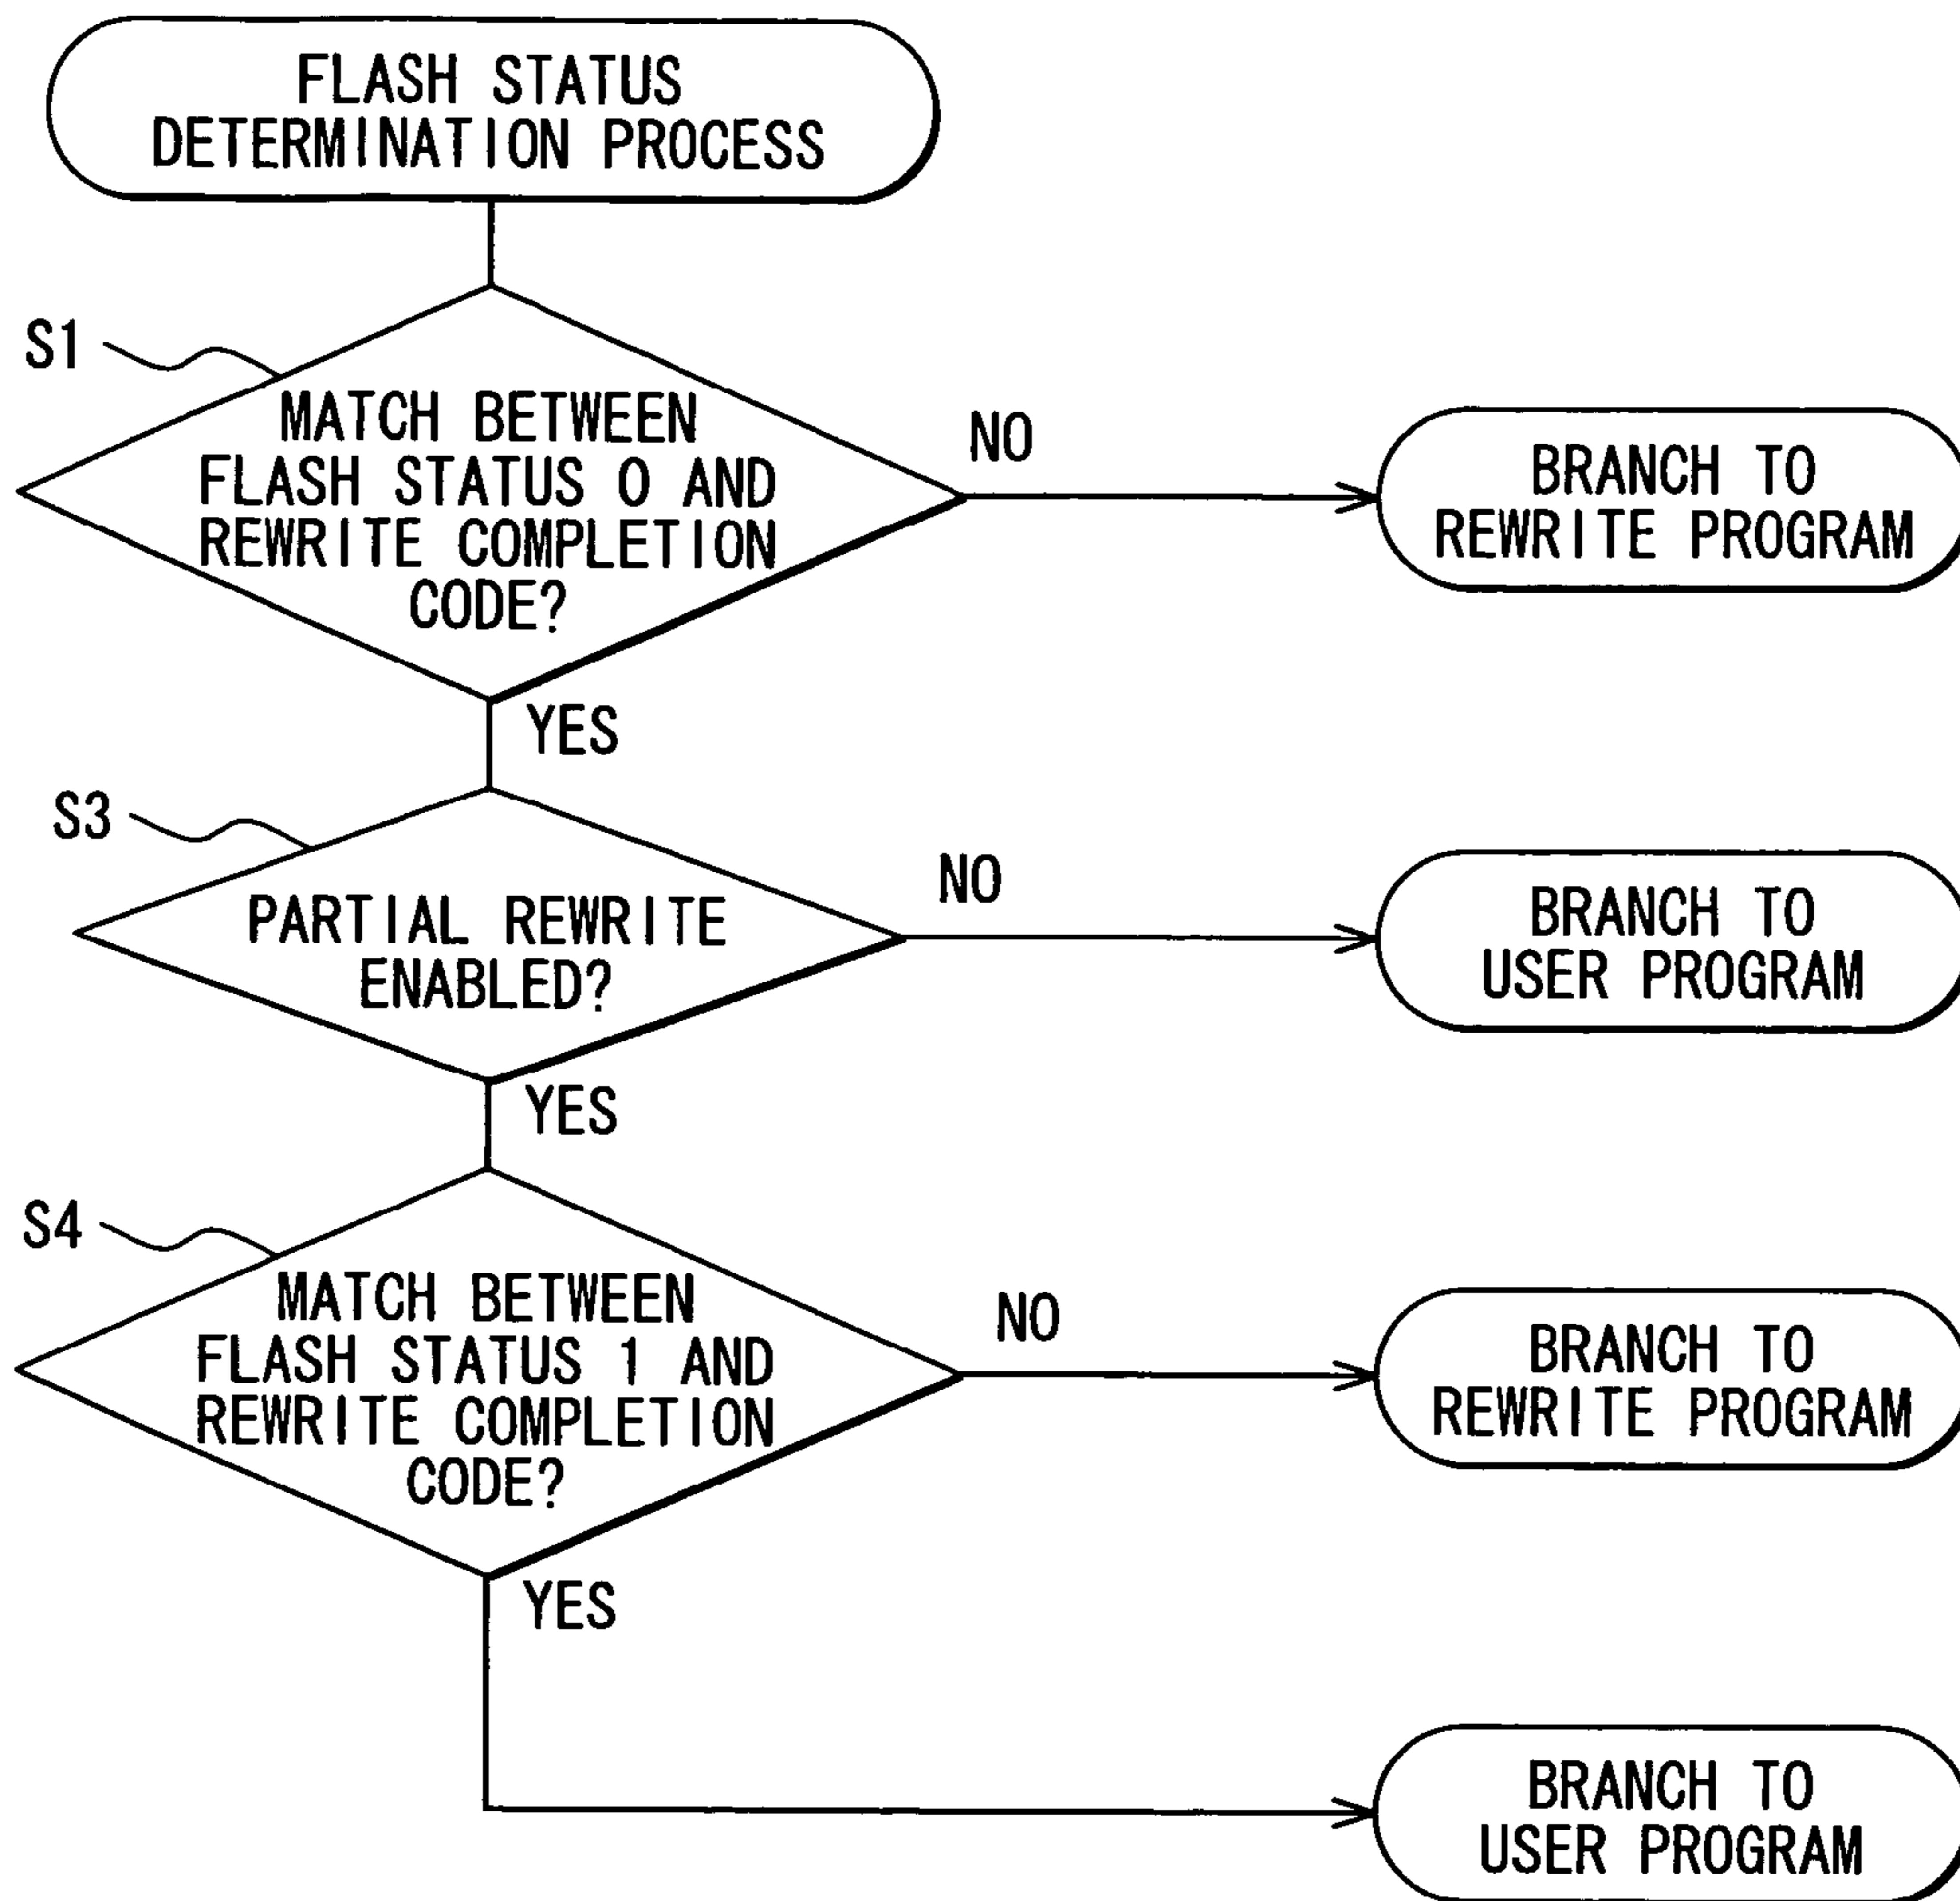 FLASH STATUS
DETERMINATION PROCESS
S1
MATCH BETWEEN
FLASH STATUS 0 AND
REWRITE COMPLETION
CODE?
NO
BRANCH TO
REWRITE PROGRAM
YES
S3
PARTIAL REWRITE
ENABLED?
NO
BRANCH TO
USER PROGRAM
YES
S4
MATCH BETWEEN
FLASH STATUS 1 AND
REWRITE COMPLETION
CODE?
NO
BRANCH TO
REWRITE PROGRAM
YES
BRANCH TO
USER PROGRAM